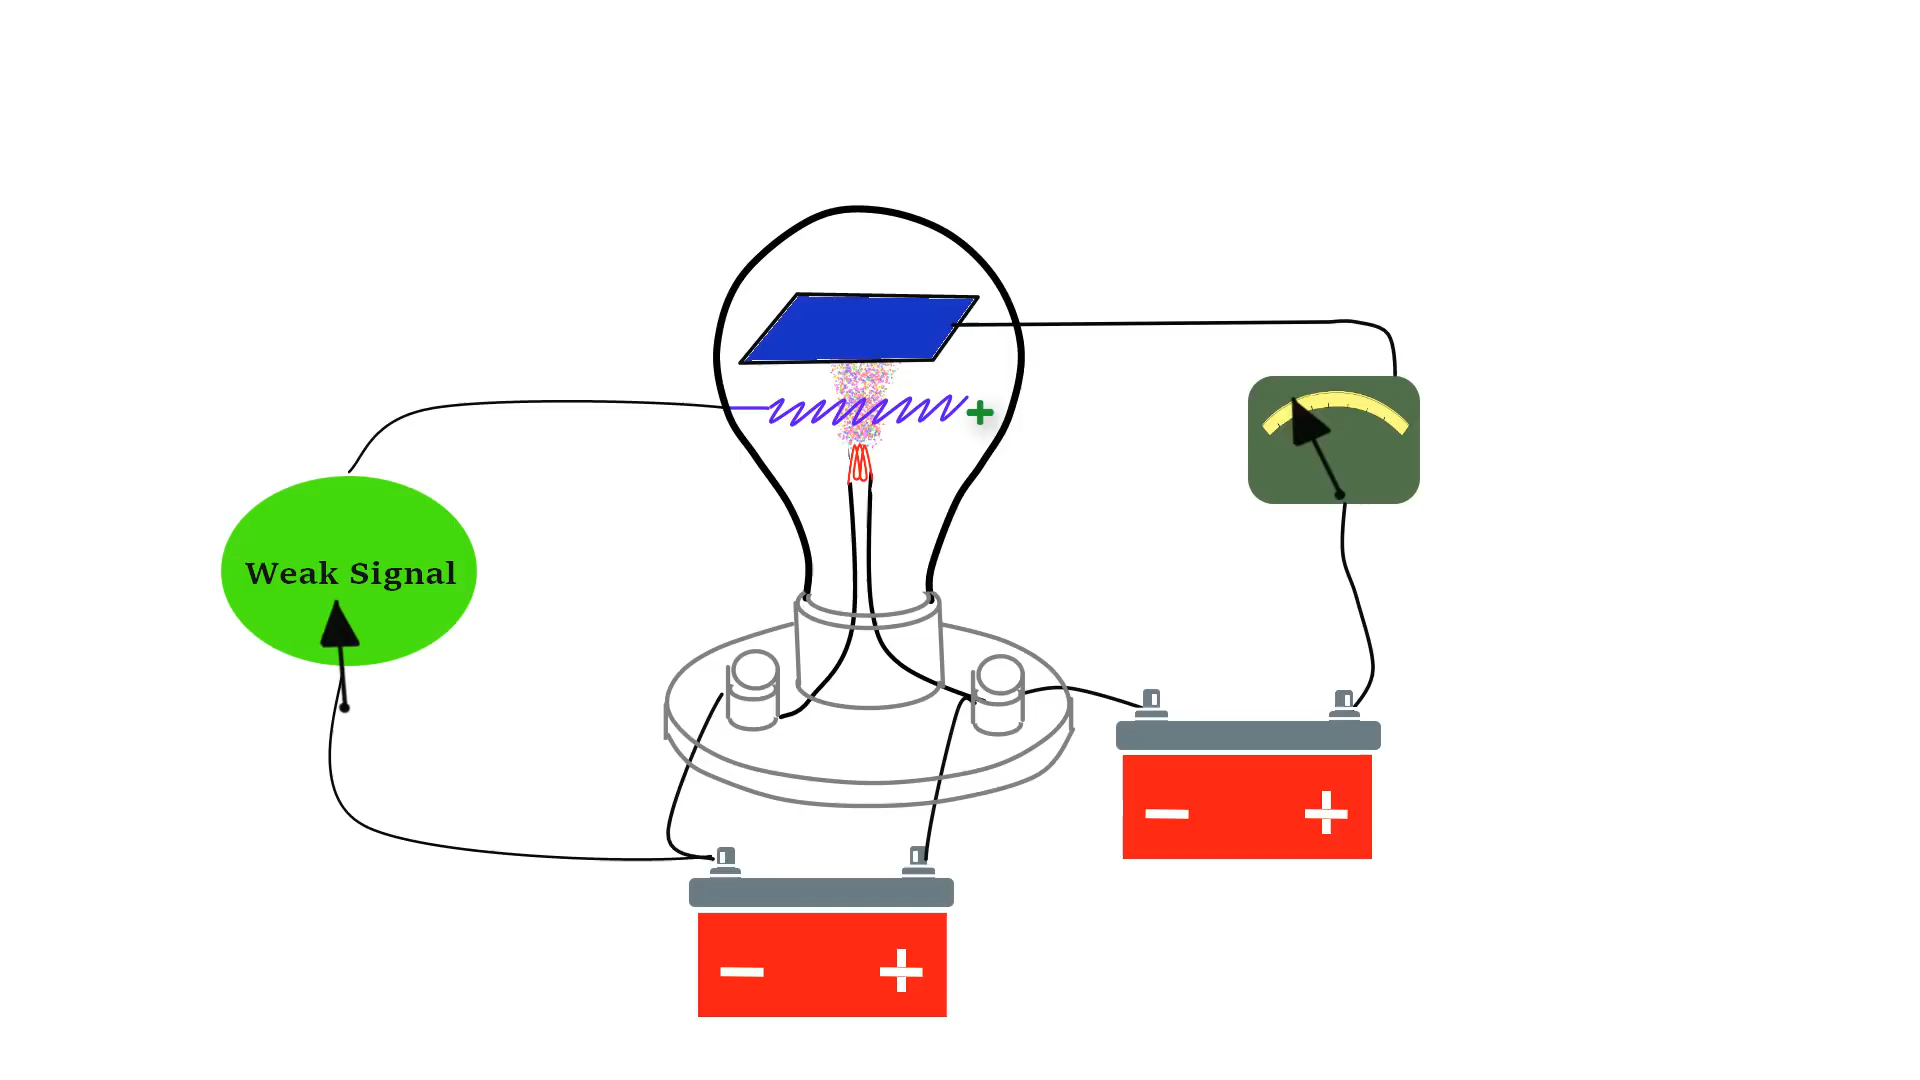 Weak Signal
+
− +
− +